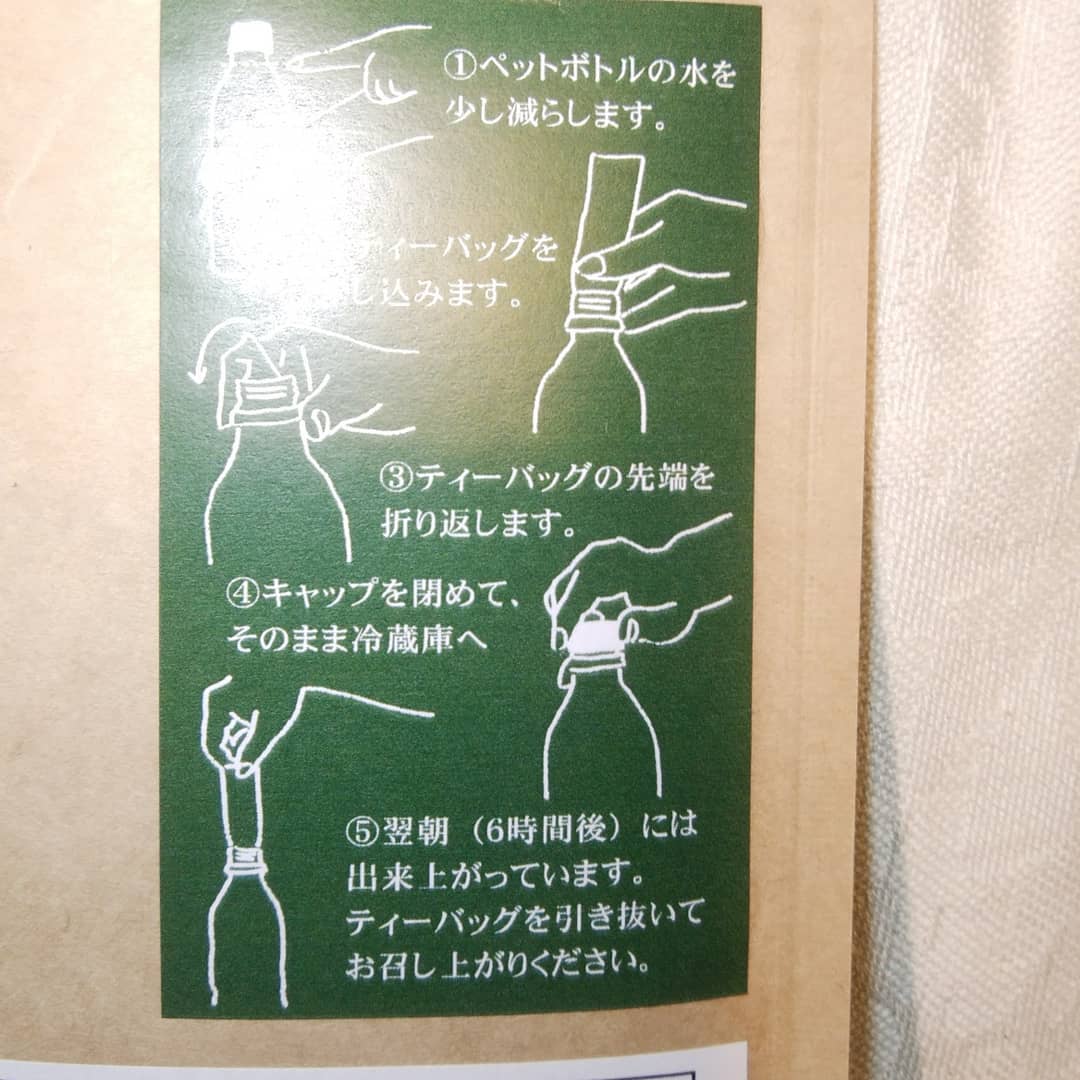 ①ペットボトルの水を
少し減らします。
ティーバッグを
し込みます。
③ティーバッグの先端を
折り返します。
④キャップを閉めて、
そのまま冷蔵庫へ
⑤翌朝（6時間後）には
出来上がっています。
ティーバッグを引き抜いて
お召し上がりください。